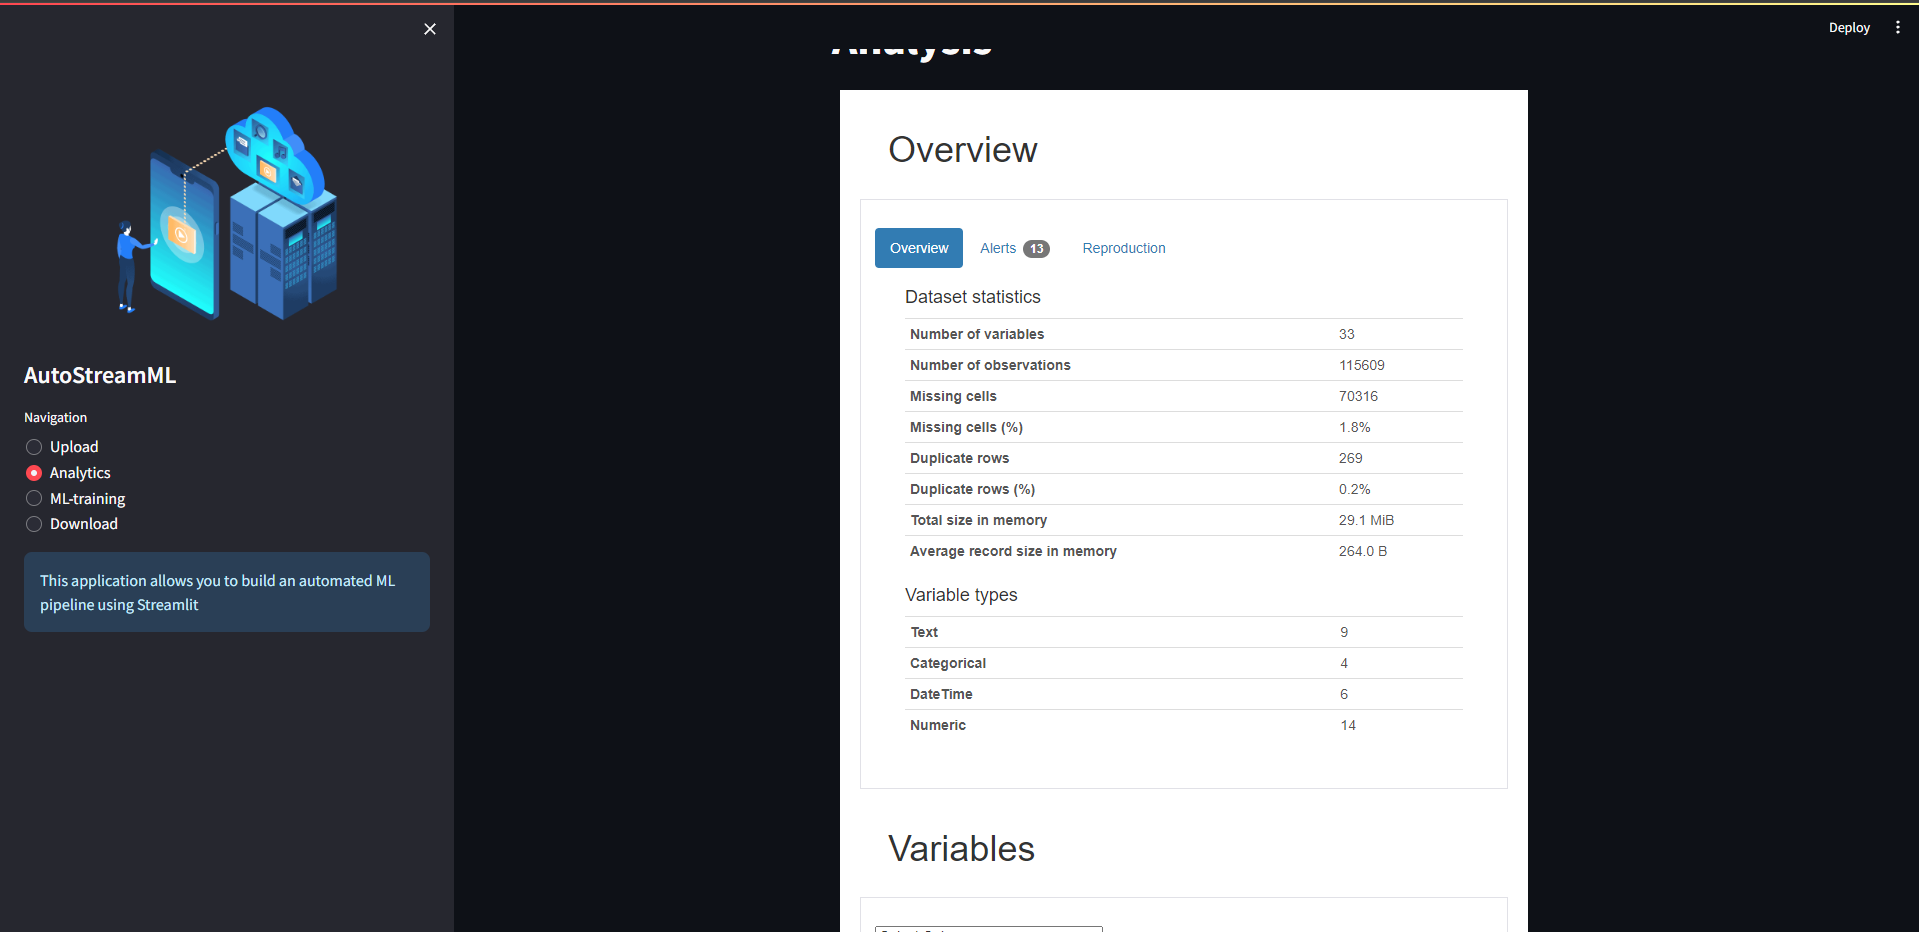 Deploy
AutoStreamML
Navigation
Upload
Analytics
ML-training
Download
This application allows you to build an automated ML
pipeline using Streamlit
Analysis
Overview
Overview Alerts 13 Reproduction
Dataset statistics
Number of variables 33
Number of observations 115609
Missing cells 70316
Missing cells (%) 1.8%
Duplicate rows 269
Duplicate rows (%) 0.2%
Total size in memory 29.1 MiB
Average record size in memory 264.0 B
Variable types
Text 9
Categorical 4
DateTime 6
Numeric 14
Variables